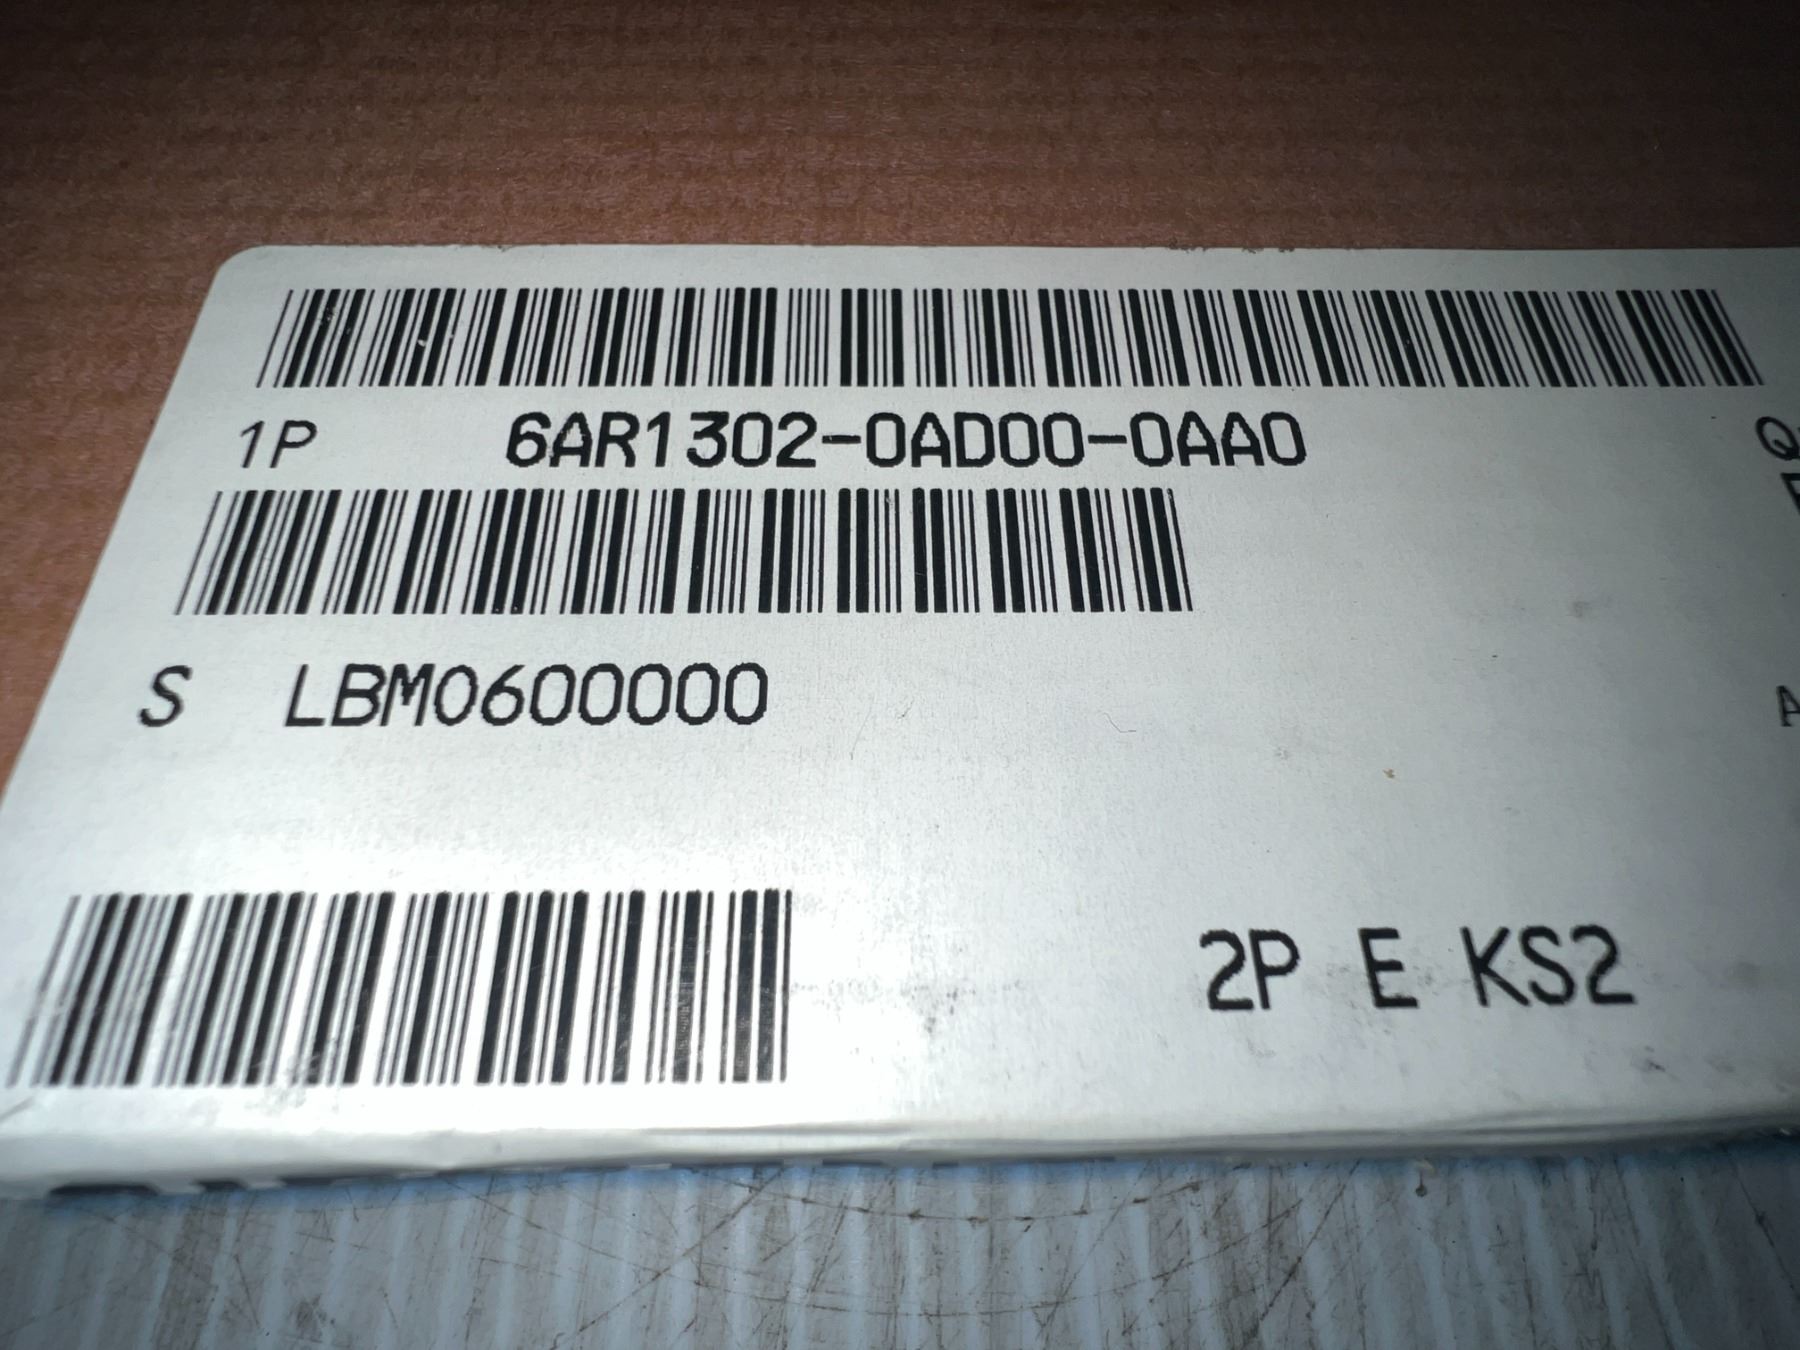 1P 6AR1302-0AD00-0AA0
S LBM0600000
2P E KS2